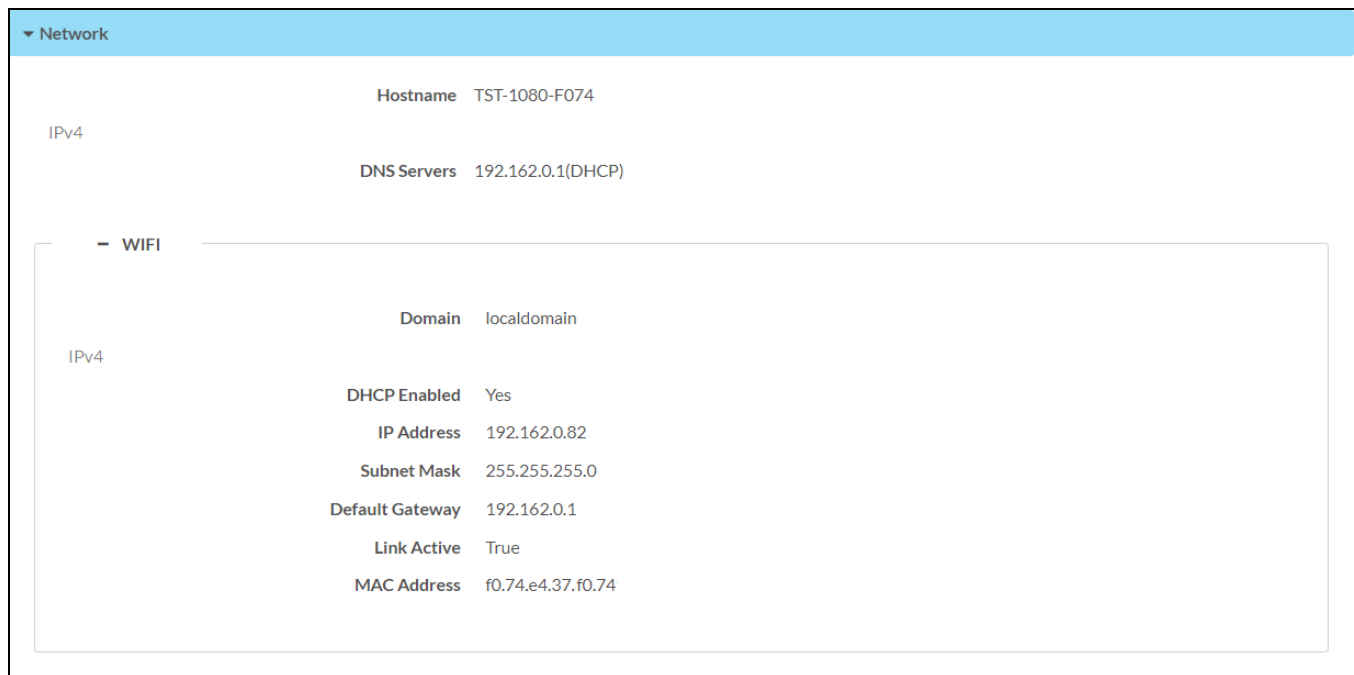 Network
Hostname TST-1080-F074
IPv4
DNS Servers 192.162.0.1(DHCP)
WIFI
Domain localdomain
IPv4
DHCP Enabled Yes
IP Address 192.162.0.82
Subnet Mask 255.255.255.0
Default Gateway 192.162.0.1
Link Active True
MAC Address f0.74.e4.37.f0.74